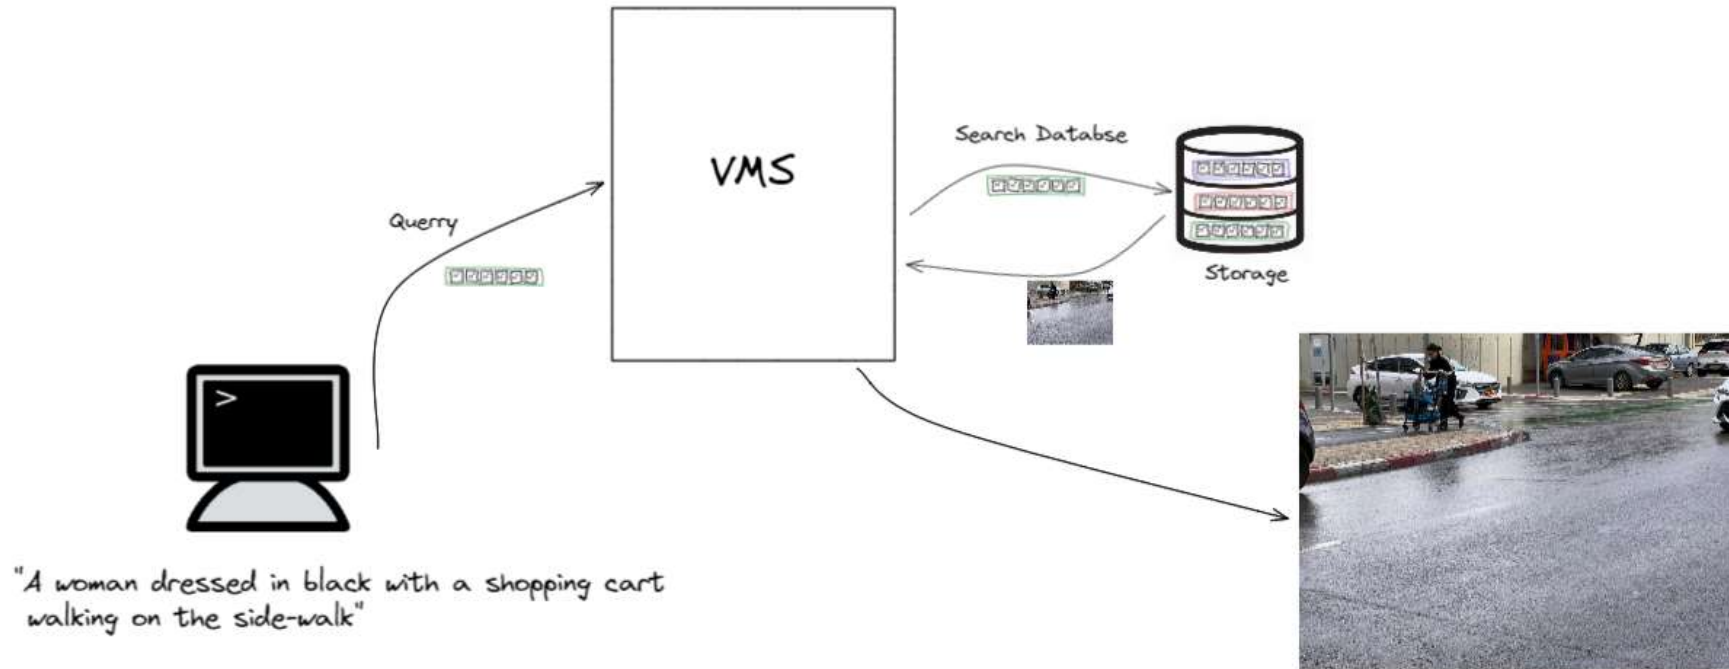 VMS
Search Databse
Querry
Storage
>
"A woman dressed in black with a shopping cart
walking on the side-walk"